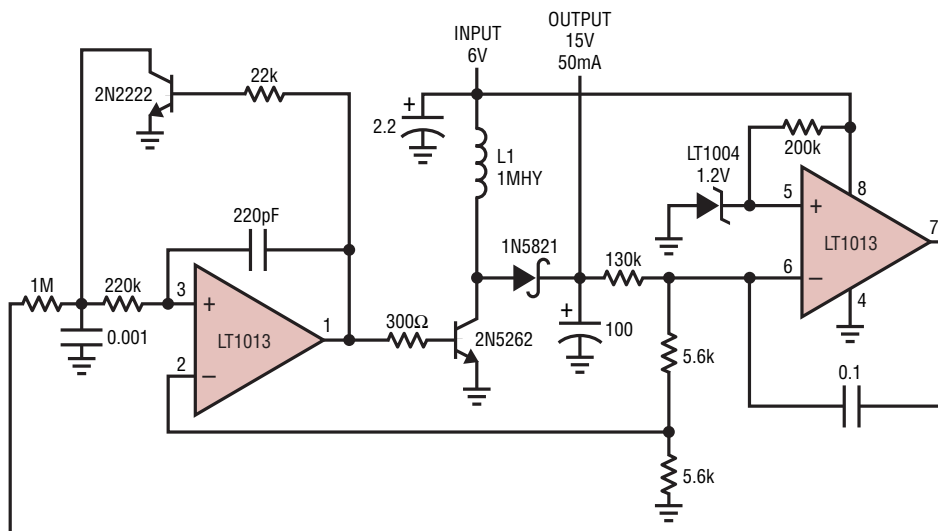 INPUT
6V
OUTPUT
15V
50mA
2N2222
22k
+
2.2
L1
1MHY
LT1004
1.2V
200k
5
+
8
LT1013
7
6
−
4
220pF
1N5821
130k
1M
220k
3
+
0.001
LT1013
1
2
−
300Ω
2N5262
+
100
5.6k
0.1
5.6k